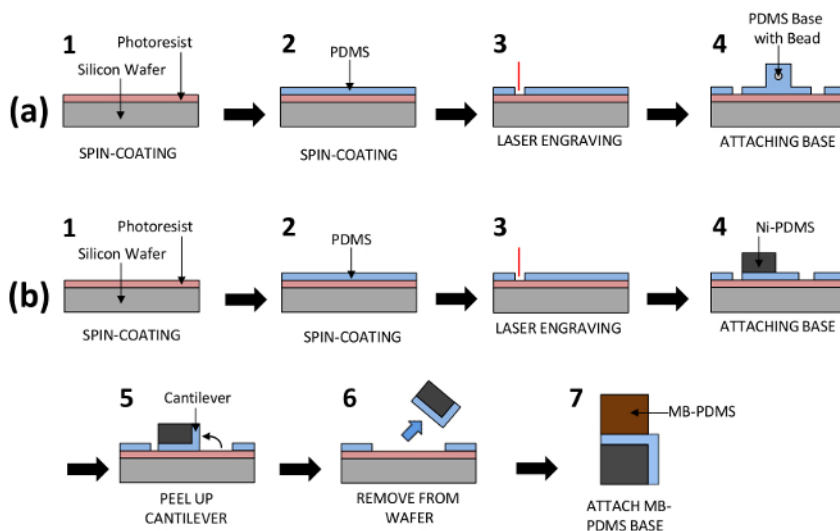 1
Photoresist
Silicon Wafer
SPIN-COATING
2
PDMS
SPIN-COATING
3
LASER ENGRAVING
4
PDMS Base
with Bead
ATTACHING BASE
(a)
1
Photoresist
Silicon Wafer
SPIN-COATING
2
PDMS
SPIN-COATING
3
LASER ENGRAVING
4
Ni-PDMS
ATTACHING BASE
(b)
5
Cantilever
PEEL UP
CANTILEVER
6
REMOVE FROM
WAFER
7
MB-PDMS
ATTACH MB-
PDMS BASE